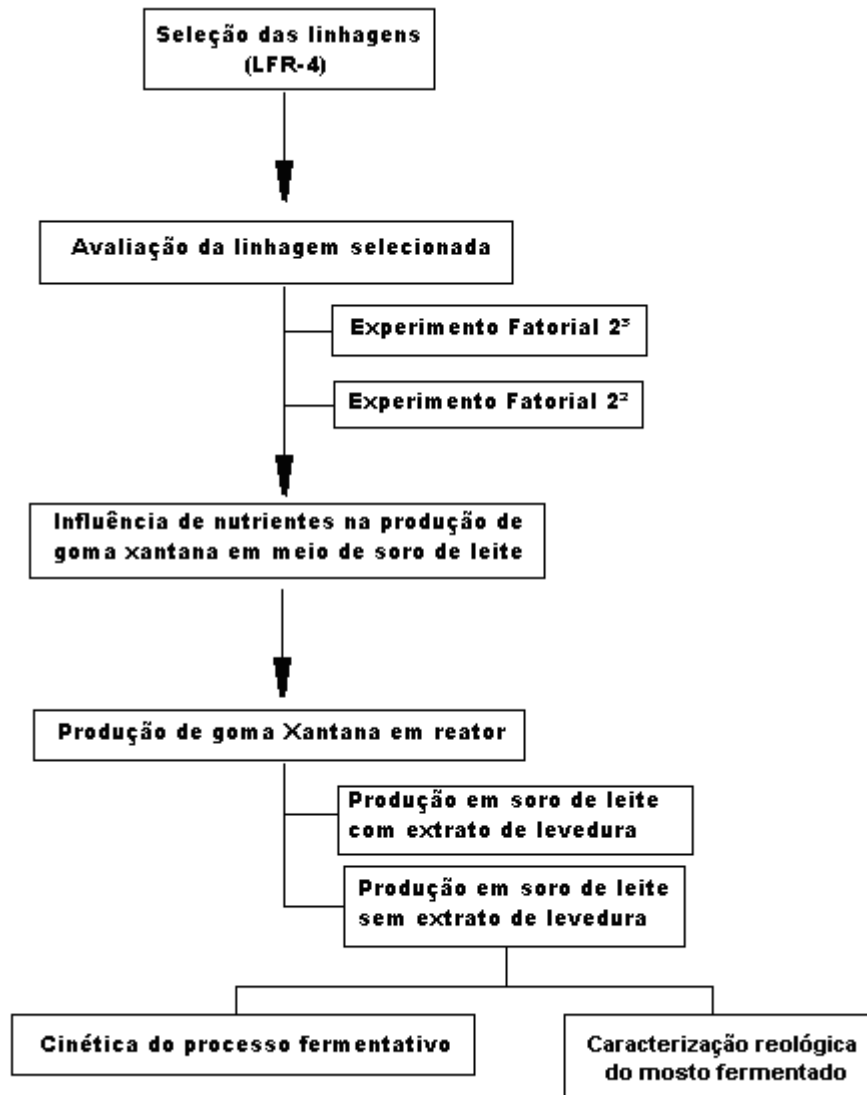 Seleção das linhagens
(LFR-4)
Avaliação da linhagem selecionada
Experimento Fatorial 2³
Experimento Fatorial 2²
Influência de nutrientes na produção de
goma xantana em meio de soro de leite
Produção de goma Xantana em reator
Produção em soro de leite
com extrato de levedura
Produção em soro de leite
sem extrato de levedura
Cinética do processo fermentativo
Caracterização reológica
do mosto fermentado